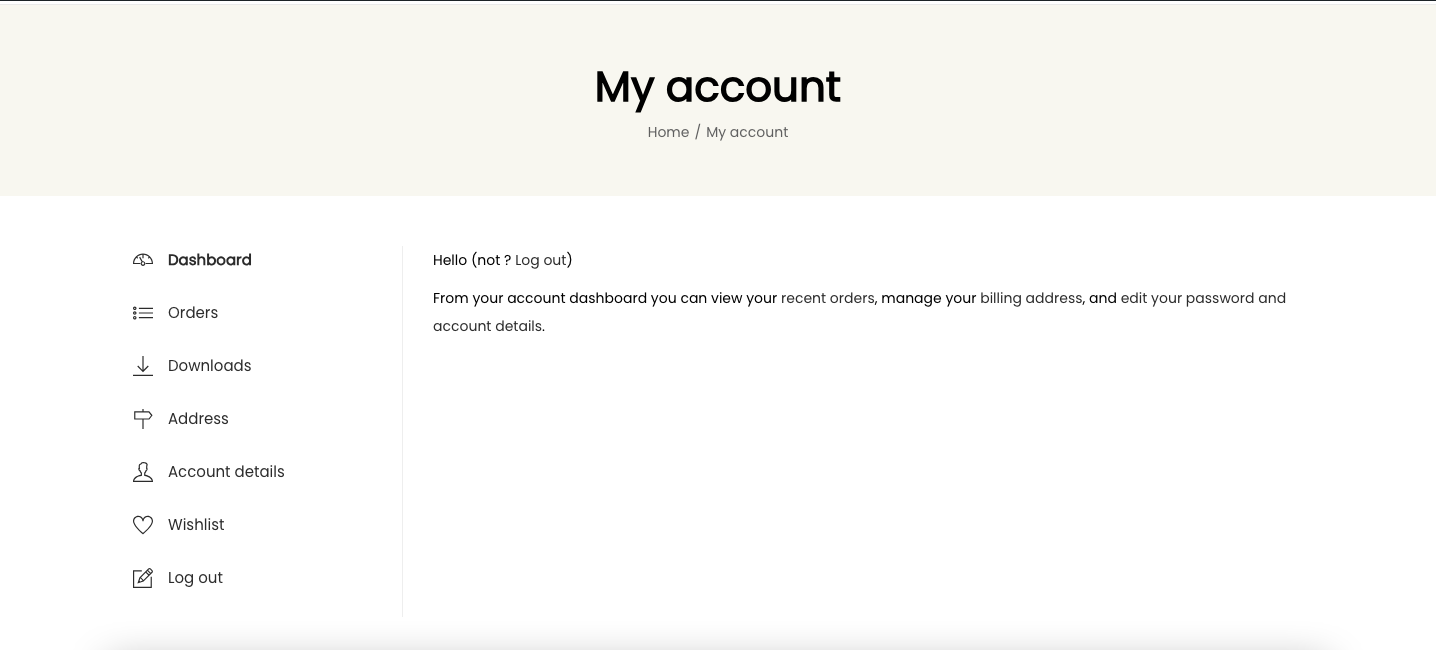 My account
Home / My account
Dashboard
Orders
Downloads
Address
Account details
Wishlist
Log out
Hello (not ? Log out)
From your account dashboard you can view your recent orders, manage your billing address, and edit your password and
account details.